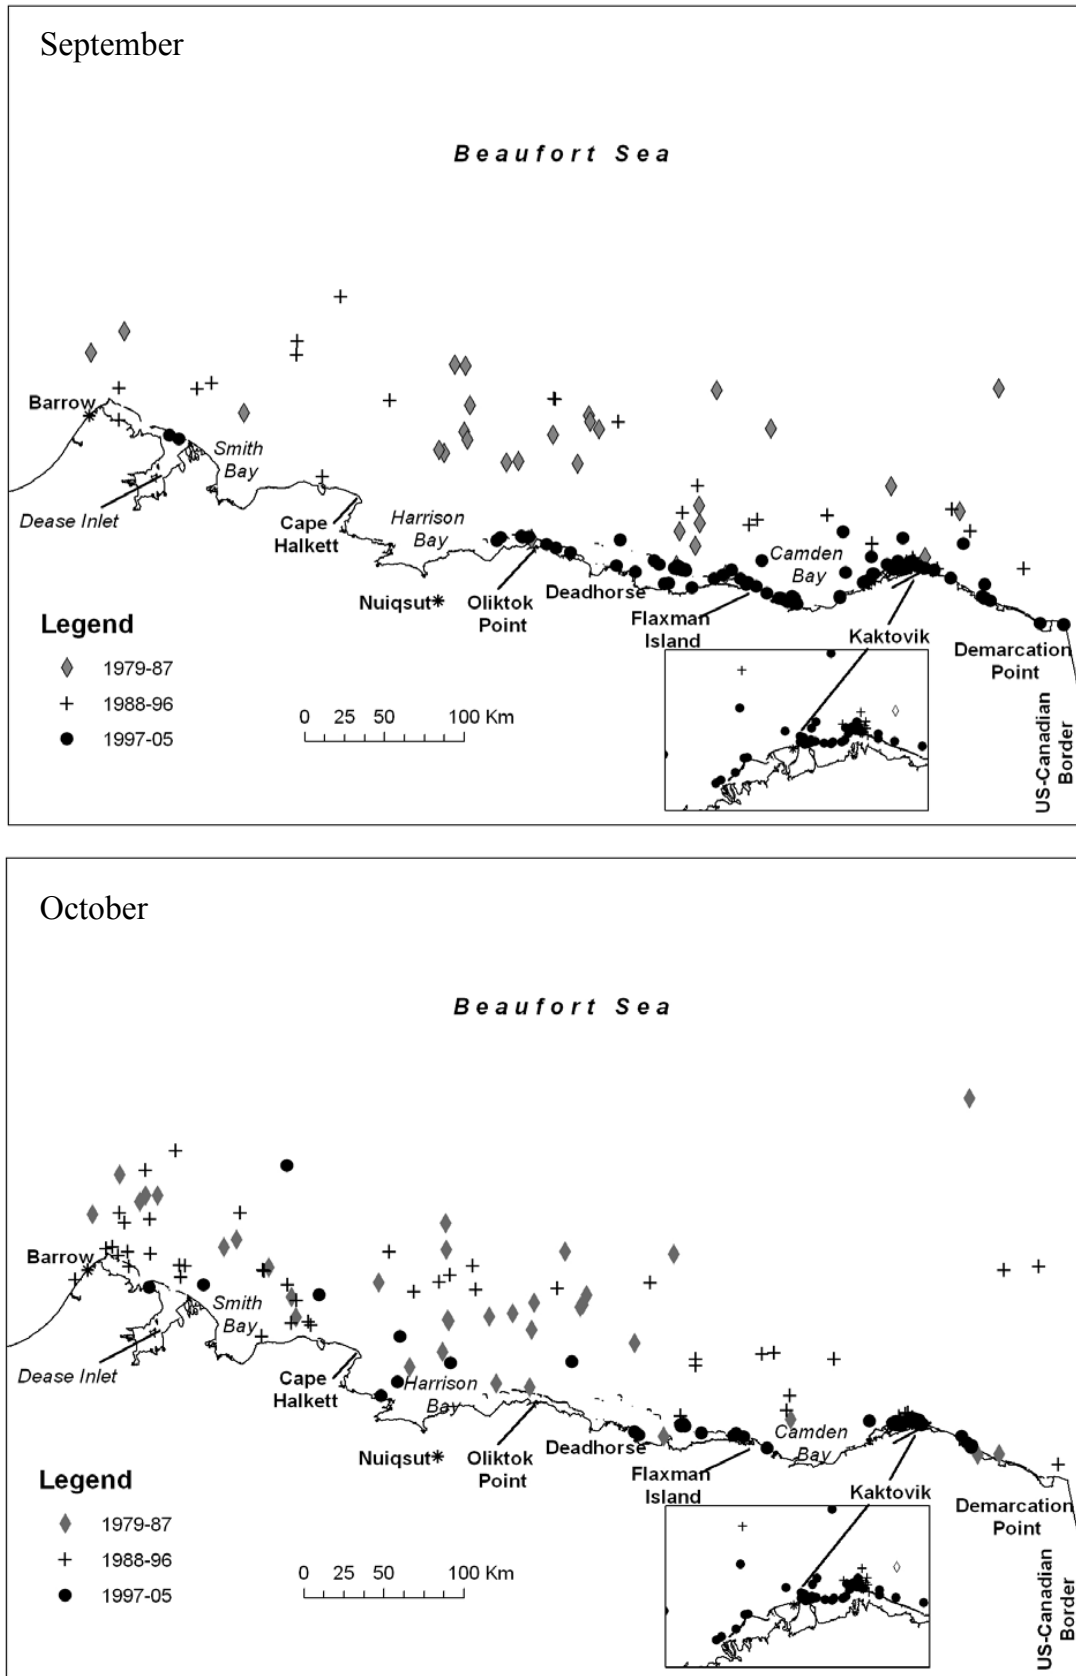 September
Beaufort Sea
Barrow
Smith
Bay
Dease Inlet
Cape
Halkett
Harrison
Bay
Nuiqsut*
Oliktok
Point
Deadhorse
Camden
Bay
Flaxman
Island
Kaktovik
Demarcation
Point
US-Canadian
Border
Legend
1979-87
1988-96
1997-05
0 25 50 100 Km
October
Beaufort Sea
Barrow
Smith
Bay
Dease Inlet
Cape
Halkett
Harrison
Bay
Nuiqsut*
Oliktok
Point
Deadhorse
Camden
Bay
Flaxman
Island
Kaktovik
Demarcation
Point
US-Canadian
Border
Legend
1979-87
1988-96
1997-05
0 25 50 100 Km